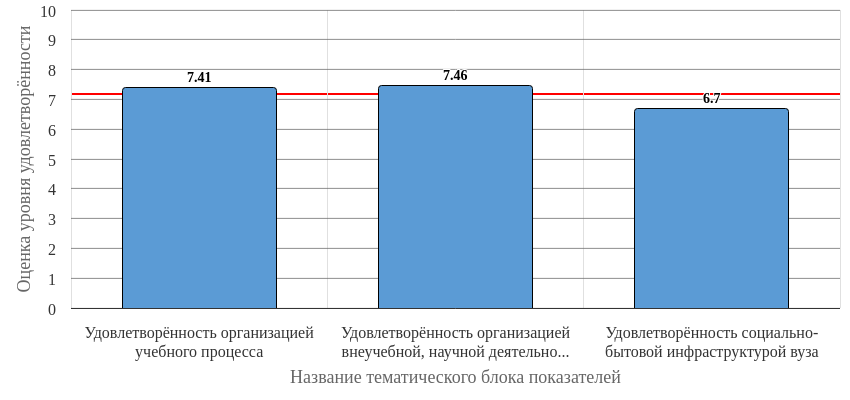 Оценка уровня удовлетворённости
10
9
8
7
6
5
4
3
2
1
0
7.41
7.46
6.7
Удовлетворённость организацией
учебного процесса
Удовлетворённость организацией
внеучебной, научной деятельно...
Удовлетворённость социально-
бытовой инфраструктурой вуза
Название тематического блока показателей